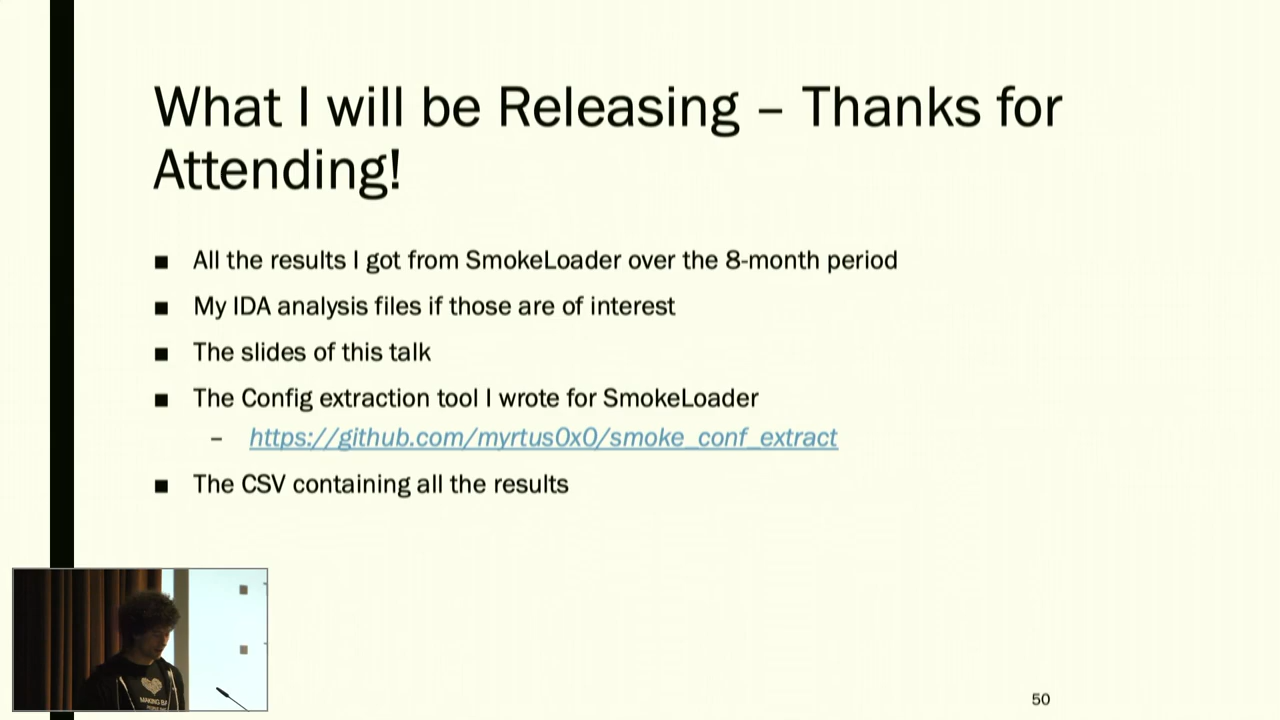 What I will be Releasing – Thanks for
Attending!
■ All the results I got from SmokeLoader over the 8-month period
■ My IDA analysis files if those are of interest
■ The slides of this talk
■ The Config extraction tool I wrote for SmokeLoader
– https://github.com/myrtus0x0/smoke_conf_extract
■ The CSV containing all the results
MAKING
50